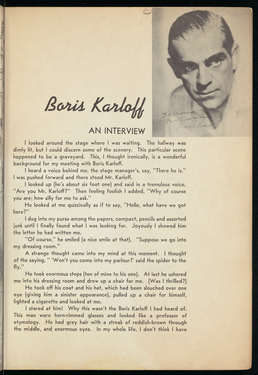 Boris Karloff
AN INTERVIEW
I looked around the stage where I was waiting. The hallway was
dimly lit, but I could discern some of the scenery. This particular scene
happened to be a graveyard. This, I thought ironically, is a wonderful
background for my meeting with Boris Karloff.
I heard a voice behind me, the stage manager's, say, "There he is."
I was pushed forward and there stood Mr. Karloff.
I looked up (he's about six foot one) and said in a tremulous voice,
"Are you Mr. Karloff?" Then feeling foolish I added, "Why of course
you are; how silly for me to ask."
He looked at me quizzically as if to say, "Hello, what have we got
here?"
I dug into my purse among the papers, compact, pencils and assorted
junk until I finally found what I was looking for. Joyously I showed him
the letter he had written me.
"Of course," he smiled (a nice smile at that). "Suppose we go into
my dressing room."
A strange thought came into my mind at this moment. I thought
of the saying, "'Won't you come into my parlour?' said the spider to the
fly."
He took enormous steps (ten of mine to his one). At last he ushered
me into his dressing room and drew up a chair for me. (Was I thrilled?)
He took off his coat and his hat, which had been slouched over one
eye (giving him a sinister appearance), pulled up a chair for himself,
lighted a cigarette and looked at me.
I stared at him! Why this wasn't the Boris Karloff I had heard of.
This man wore horn-rimmed glasses and looked like a professor of
etymology. He had grey hair with a streak of reddish-brown through
the middle, and enormous eyes. In my whole life, I don't think I have